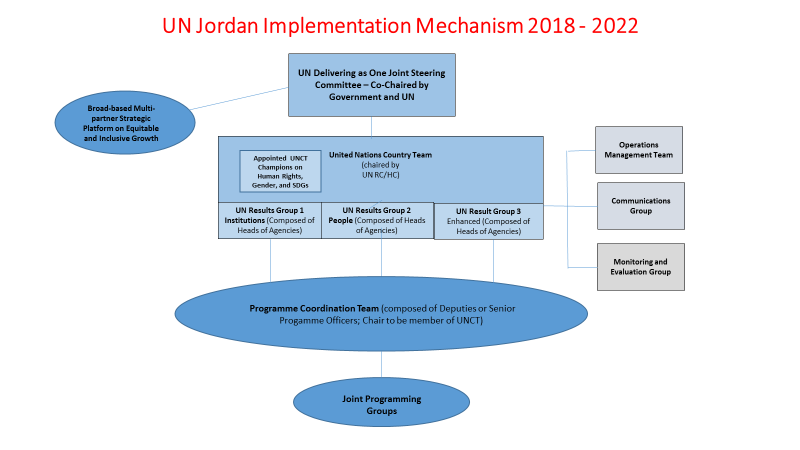 UN Jordan Implementation Mechanism 2018 - 2022
UN Delivering as One Joint Steering
Committee – Co-Chaired by
Government and UN
Broad-based Multi-
partner Strategic
Platform on Equitable
and Inclusive Growth
Appointed UNCT
Champions on
Human Rights,
Gender, and SDGs
United Nations Country Team
(chaired by
UN RC/HC)
Operations
Management Team
Communications
Group
Monitoring and
Evaluation Group
UN Results Group 1
Institutions (Composed of
Heads of Agencies)
UN Results Group 2
People (Composed of Heads
of Agencies)
UN Result Group 3
Enhanced (Composed of
Heads of Agencies)
Programme Coordination Team (composed of Deputies or Senior
Progamme Officers; Chair to be member of UNCT)
Joint Programming
Groups